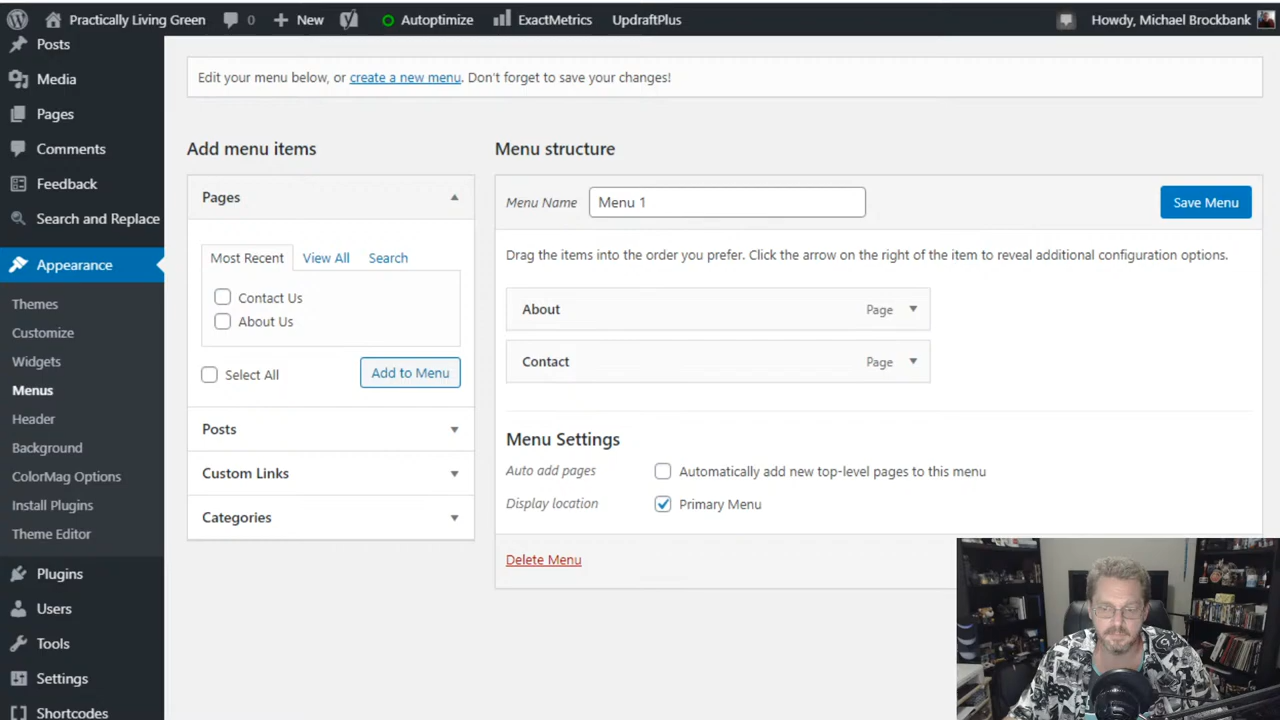 Practically Living Green 0 New Autoptimize ExactMetrics UpdraftPlus Howdy, Michael Brockbank
Posts
Media
Pages
Comments
Feedback
Search and Replace
Appearance
Themes
Customize
Widgets
Menus
Header
Background
ColorMag Options
Install Plugins
Theme Editor
Plugins
Users
Tools
Settings
Shortcodes
Edit your menu below, or create a new menu. Don't forget to save your changes!
Add menu items
Pages
Most Recent View All Search
Contact Us
About Us
Select All Add to Menu
Posts
Custom Links
Categories
Menu structure
Menu Name Menu 1 Save Menu
Drag the items into the order you prefer. Click the arrow on the right of the item to reveal additional configuration options.
About Page
Contact Page
Menu Settings
Auto add pages Automatically add new top-level pages to this menu
Display location Primary Menu
Delete Menu